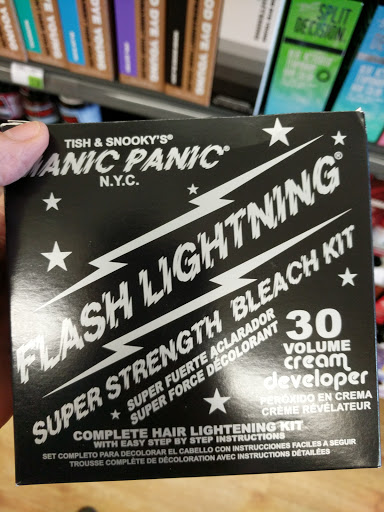 SPLIT
DECISION
TISH & SNOOKY'S®
MANIC PANIC®
N.Y.C.
FLASH LIGHTNING®
SUPER STRENGTH BLEACH KIT
SUPER FUERTE ACLARADOR
SUPER FORCE DÉCOLORANT
30
VOLUME
cream
developer
PERÓXIDO EN CREMA
CRÈME RÉVÉLATEUR
COMPLETE HAIR LIGHTENING KIT
WITH EASY STEP BY STEP INSTRUCTIONS
SET COMPLETO PARA DECOLORAR EL CABELLO CON INSTRUCCIONES FACILES A SEGUIR
TROUSSE COMPLÈTE DE DÉCOLORATION AVEC INSTRUCTIONS DÉTAILÉES